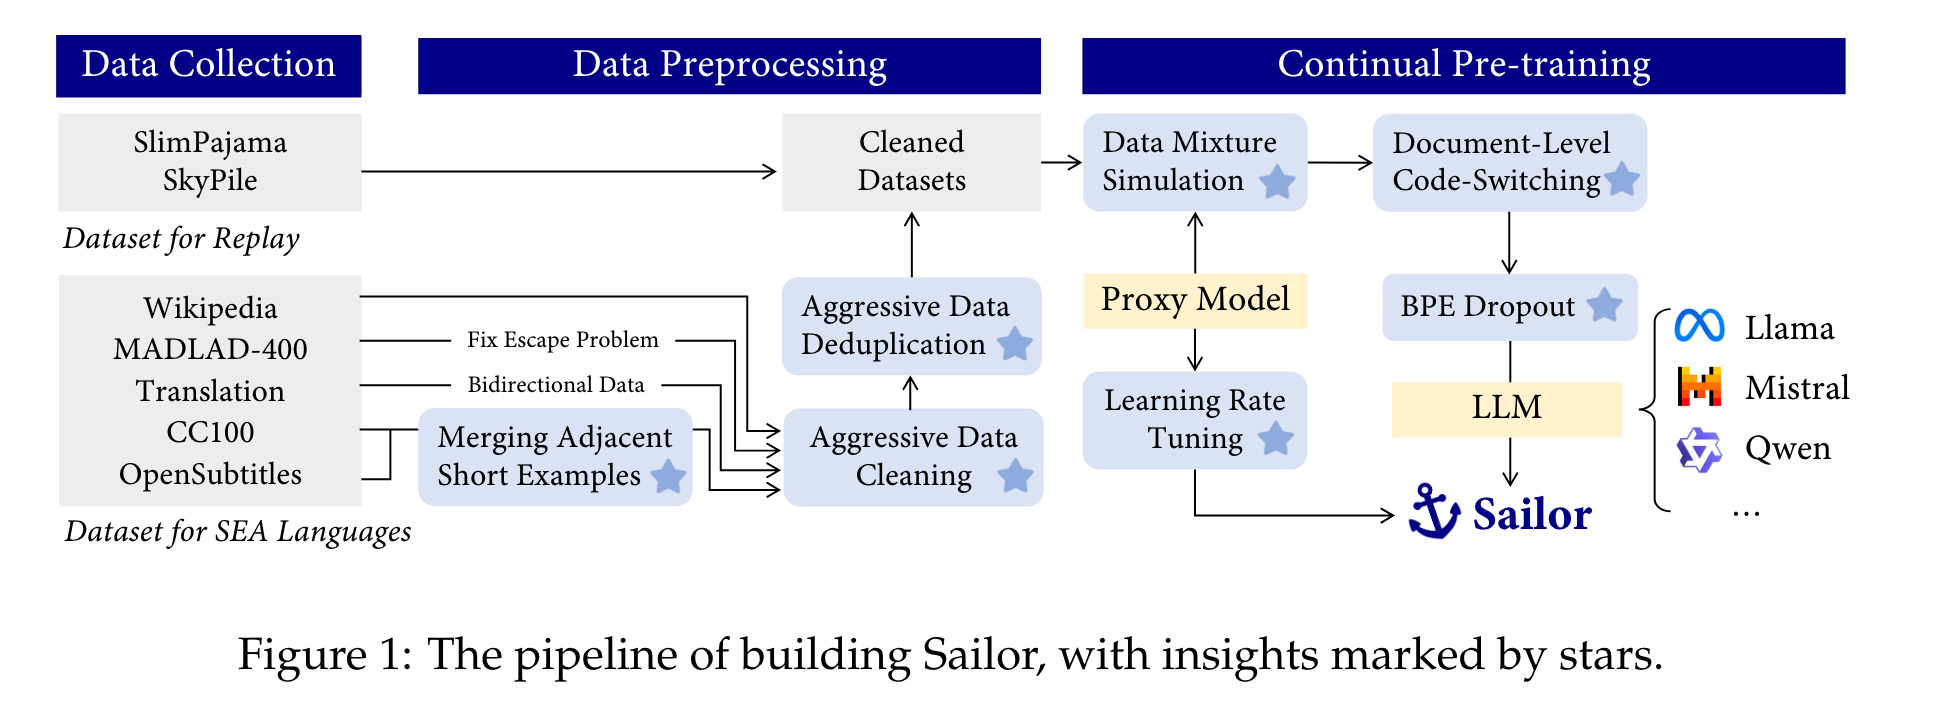 Data Collection
Data Preprocessing
Continual Pre-training
SlimPajama
SkyPile
Dataset for Replay
Wikipedia
MADLAD-400
Translation
CC100
OpenSubtitles
Dataset for SEA Languages
Fix Escape Problem
Bidirectional Data
Merging Adjacent
Short Examples
Cleaned
Datasets
Aggressive Data
Deduplication
Aggressive Data
Cleaning
Data Mixture
Simulation
Proxy Model
Learning Rate
Tuning
Document-Level
Code-Switching
BPE Dropout
LLM
Sailor
Llama
Mistral
Qwen
...
Figure 1: The pipeline of building Sailor, with insights marked by stars.